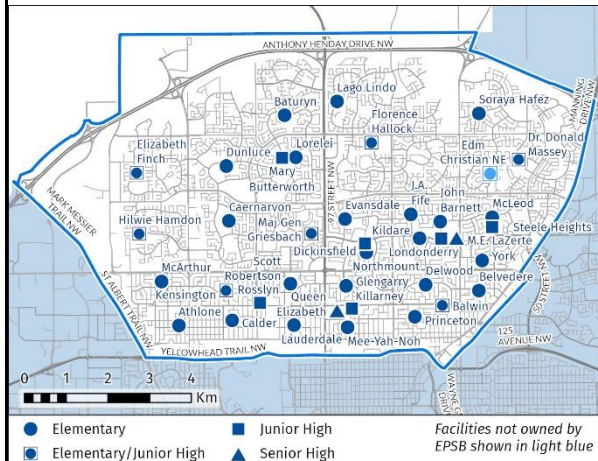 ANTHONY HENDAY DRIVE NW
MANNING
DRIVE NW
Lago Lindo
Baturyn
Soraya Hafez
Florence
Hallock
Elizabeth
Finch
Dunluce
Lorelei
Edm
Christian NE
Dr. Donald
Massey
Mary
Butterworth
97 STREET NW
MARK MESSIER
TRAIL NW
J.A.
Fife
John
Barnett
McLeod
Hilwie Hamdon
Caernarvon
Maj Gen
Griesbach
Evansdale
Kildare
Steele Heights
Dickinsfield
Londonderry
M.E. LaZerte
Northmount
York
ST ALBERT TRAIL NW
McArthur
Scott
Robertson
Glengarry
Delwood
Belvedere
Kensington
Rosslyn
Queen
Elizabeth
Killarney
Balwin
Athlone
Calder
Princeton
50 STREET NW
125
AVENUE NW
Lauderdale
Mee-Yah-Noh
YELLOWHEAD TRAIL NW
0 1 2 3 4
Km
Elementary
Junior High
Elementary/Junior High
Senior High
Facilities not owned by
EPSB shown in light blue